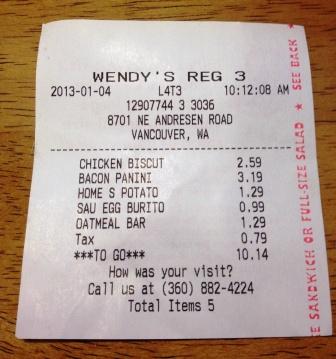 WENDY'S REG 3
2013-01-04 L4T3 10:12:08 AM
12907744 3 3036
8701 NE ANDRESEN ROAD
VANCOUVER, WA
CHICKEN BISCUT 2.59
BACON PANINI 3.19
HOME S POTATO 1.29
SAU EGG BURITO 0.99
OATMEAL BAR 1.29
Tax 0.79
***TO GO*** 10.14
How was your visit?
Call us at (360) 882-4224
Total Items 5
E SANDWICH OR FULL-SIZE SALAD ★ SEE BACK ★